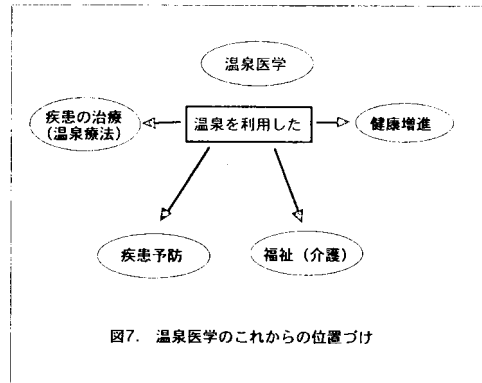 温泉医学
疾患の治療
(温泉療法)
温泉を利用した
健康増進
疾患予防
福祉(介護)
図7. 温泉医学のこれからの位置づけ